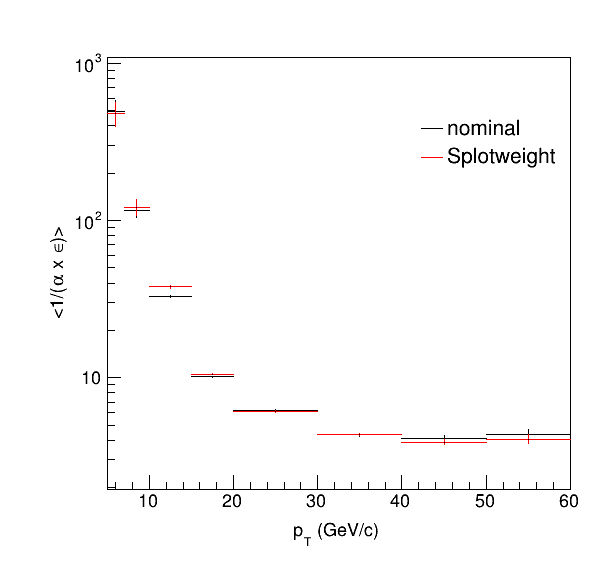 10³
10²
10
<1/(α x ϵ)>
nominal
Splotweight
10 20 30 40 50 60
p_T (GeV/c)